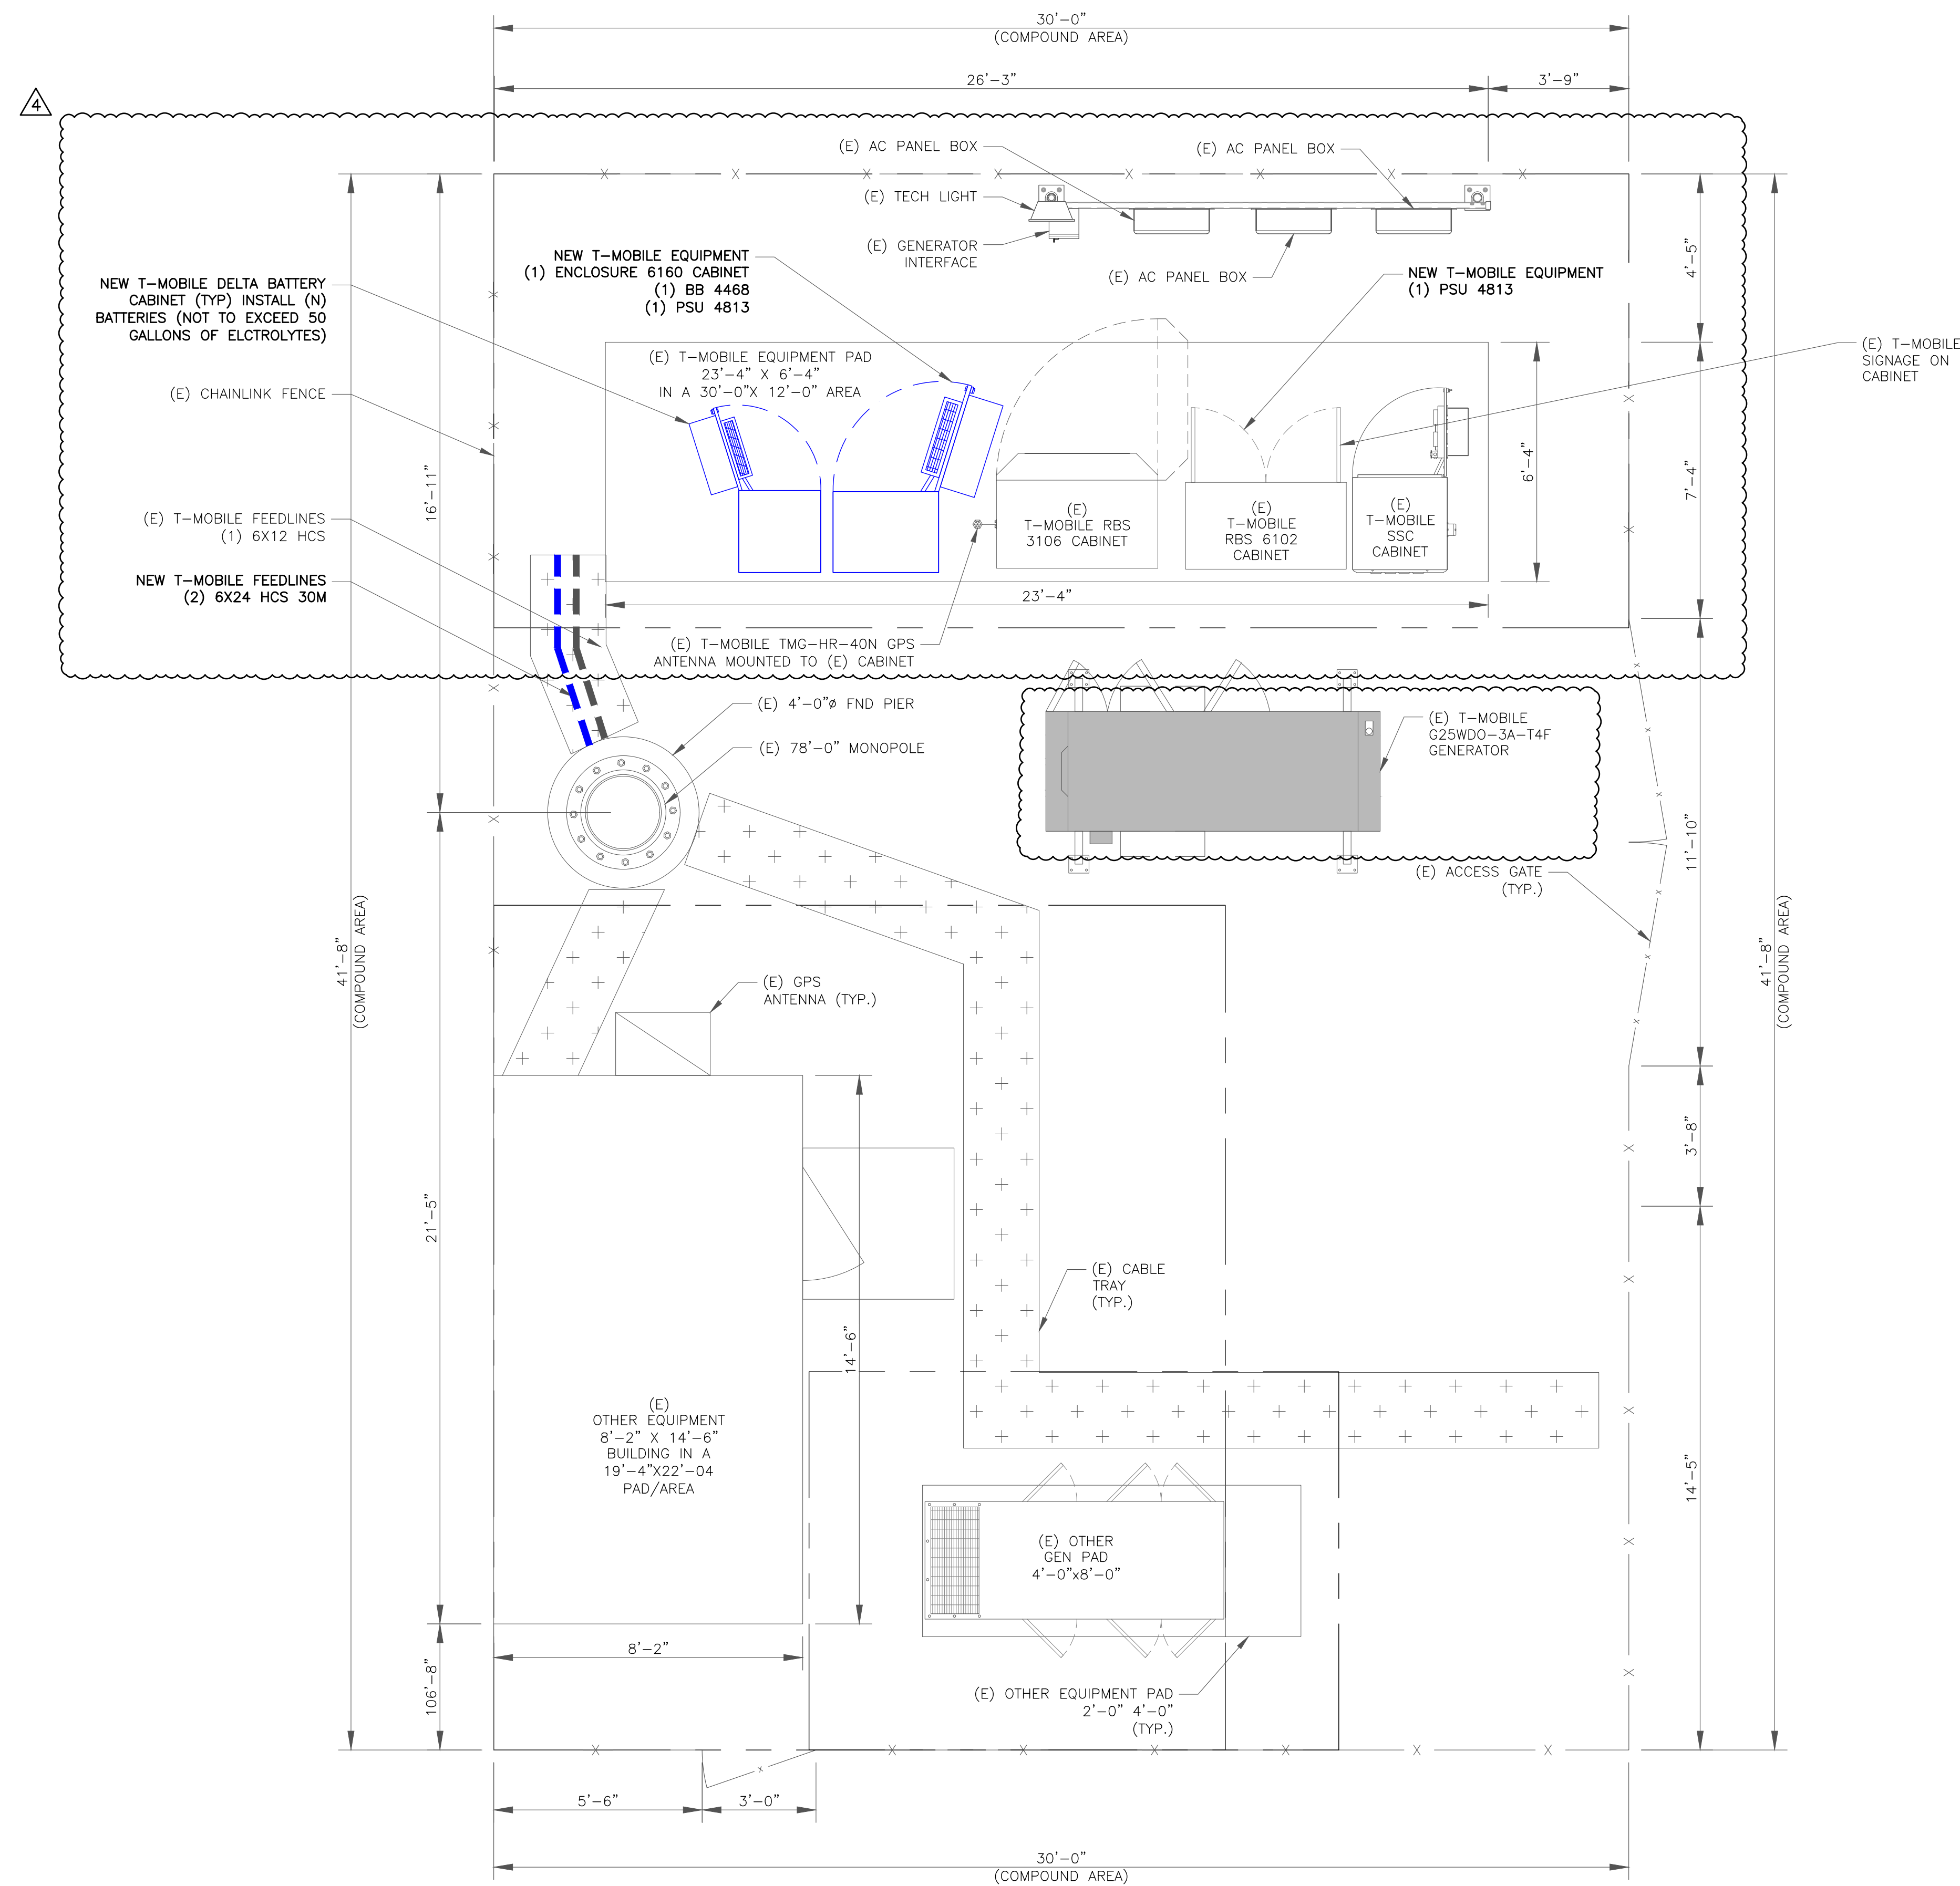 30'-0"
(COMPOUND AREA)
26'-3"
3'-9"
4
(E) AC PANEL BOX
(E) AC PANEL BOX
(E) TECH LIGHT
(E) GENERATOR
INTERFACE
(E) AC PANEL BOX
NEW T-MOBILE EQUIPMENT
(1) ENCLOSURE 6160 CABINET
(1) BB 4468
(1) PSU 4813
NEW T-MOBILE EQUIPMENT
(1) PSU 4813
NEW T-MOBILE DELTA BATTERY
CABINET (TYP) INSTALL (N)
BATTERIES (NOT TO EXCEED 50
GALLONS OF ELCTROLYTES)
4'-5"
(E) T-MOBILE
SIGNAGE ON
CABINET
(E) T-MOBILE EQUIPMENT PAD
23'-4" X 6'-4"
IN A 30'-0"X 12'-0" AREA
(E) CHAINLINK FENCE
16'-11"
6'-4"
7'-4"
(E) T-MOBILE FEEDLINES
(1) 6X12 HCS
(E)
T-MOBILE RBS
3106 CABINET
(E)
T-MOBILE
RBS 6102
CABINET
(E)
T-MOBILE
SSC
CABINET
NEW T-MOBILE FEEDLINES
(2) 6X24 HCS 30M
23'-4"
(E) T-MOBILE TMG-HR-40N GPS
ANTENNA MOUNTED TO (E) CABINET
(E) 4'-0"ø FND PIER
(E) 78'-0" MONOPOLE
(E) T-MOBILE
G25WDO-3A-T4F
GENERATOR
11'-10"
(E) ACCESS GATE
(TYP.)
41'-8"
(COMPOUND AREA)
41'-8"
(COMPOUND AREA)
(E) GPS
ANTENNA (TYP.)
3'-8"
21'-5"
(E) CABLE
TRAY
(TYP.)
14'-6"
(E)
OTHER EQUIPMENT
8'-2" X 14'-6"
BUILDING IN A
19'-4"X22'-04
PAD/AREA
14'-5"
(E) OTHER
GEN PAD
4'-0"x8'-0"
8'-2"
106'-8"
(E) OTHER EQUIPMENT PAD
2'-0" 4'-0"
(TYP.)
5'-6"
3'-0"
30'-0"
(COMPOUND AREA)